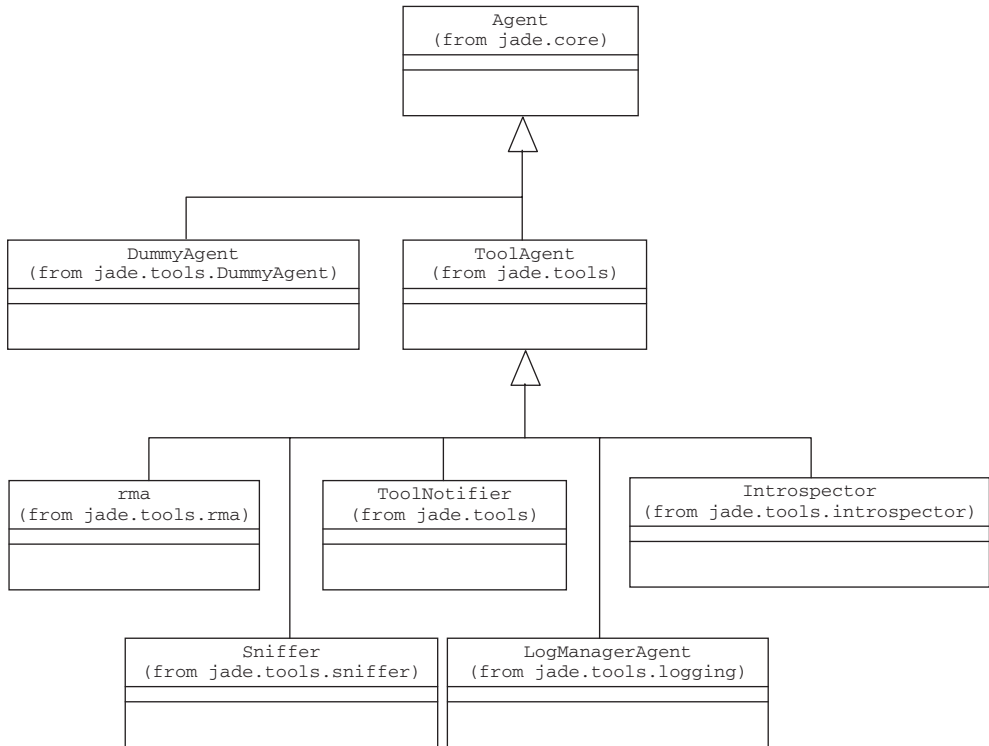 Agent
(from jade.core)
DummyAgent
(from jade.tools.DummyAgent)
ToolAgent
(from jade.tools)
rma
(from jade.tools.rma)
ToolNotifier
(from jade.tools)
Introspector
(from jade.tools.introspector)
Sniffer
(from jade.tools.sniffer)
LogManagerAgent
(from jade.tools.logging)